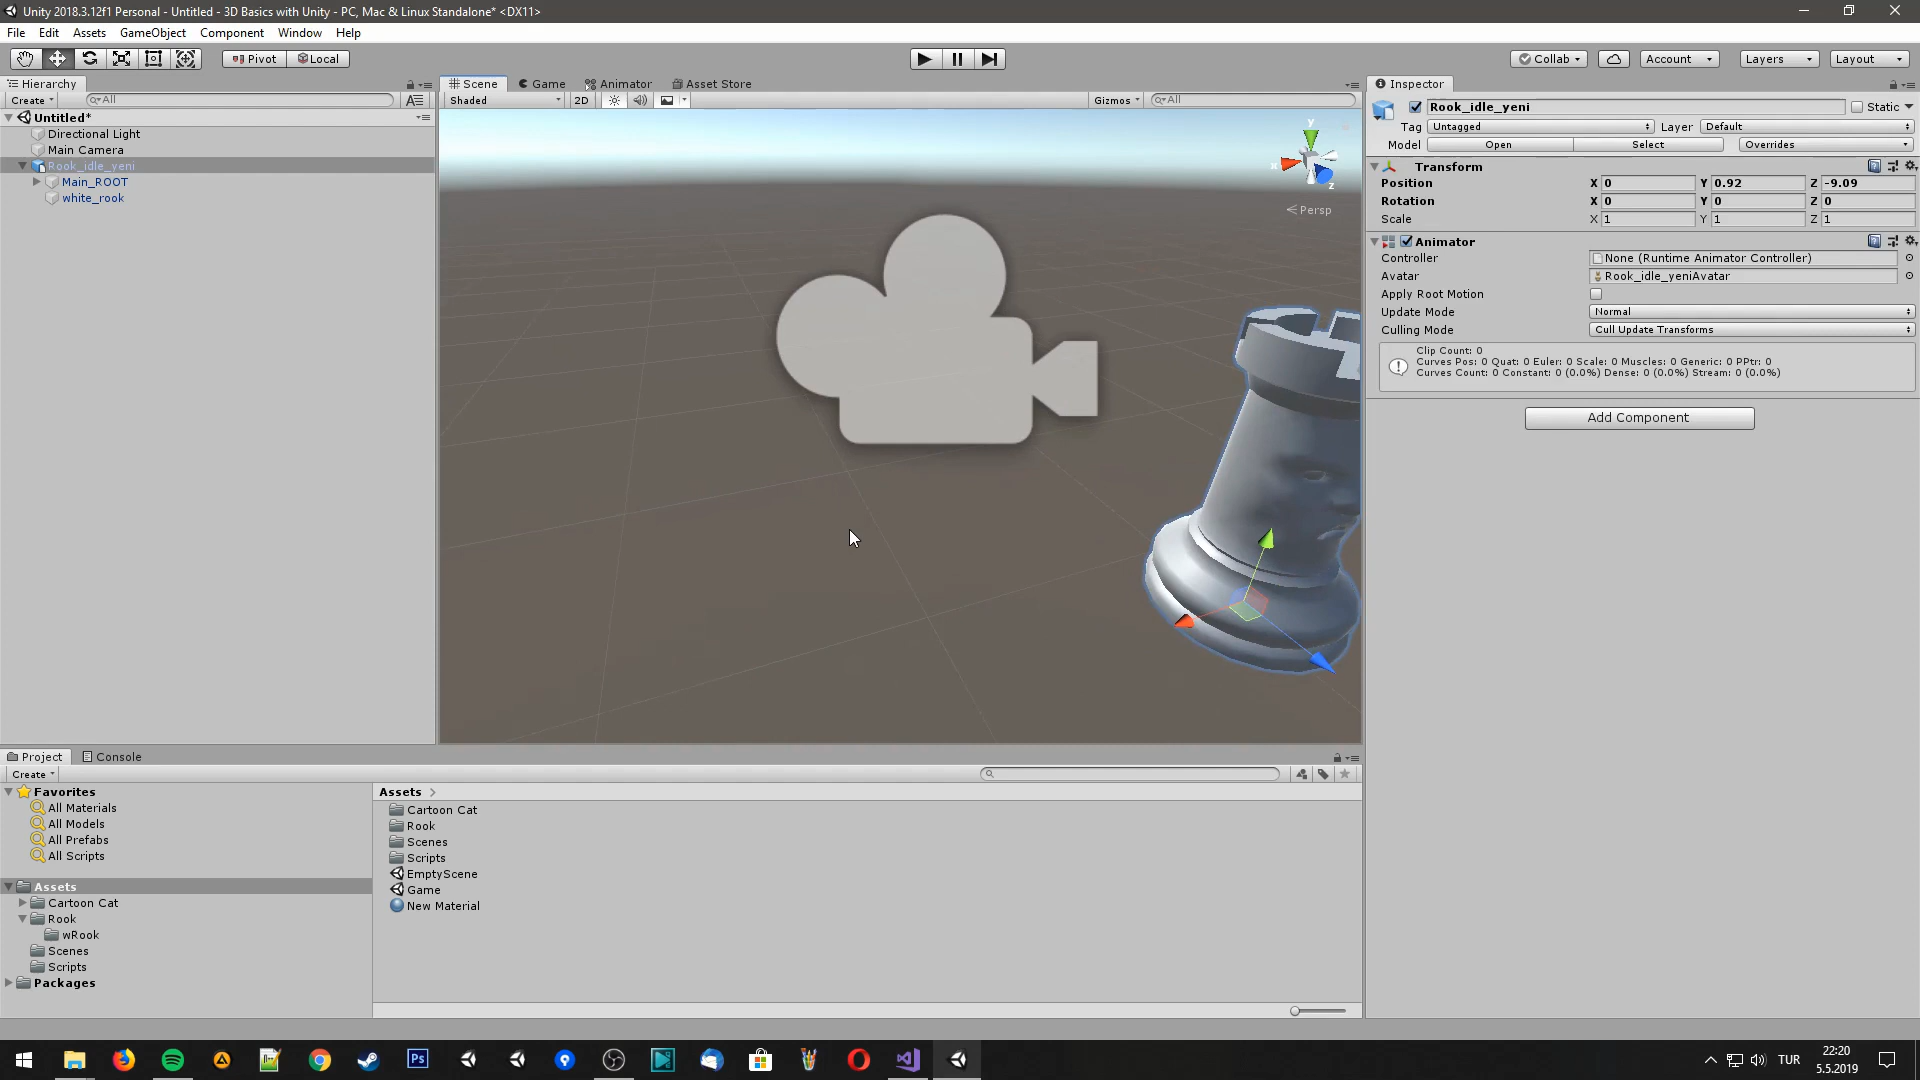 Unity 2018.3.12f1 Personal - Untitled - 3D Basics with Unity - PC, Mac & Linux Standalone* <DX11>
File Edit Assets GameObject Component Window Help
Pivot Local Collab Account Layers Layout
Hierarchy
Create All
Untitled*
Directional Light
Main Camera
Rook_idle_yeni
Main_ROOT
white_rook
Scene Game Animator Asset Store
Shaded 2D Gizmos All
y
x
z
Persp
Inspector
Rook_idle_yeni Static
Tag Untagged Layer Default
Model Open Select Overrides
Transform
Position X 0 Y 0.92 Z -9.09
Rotation X 0 Y 0 Z 0
Scale X 1 Y 1 Z 1
Animator
Controller None (Runtime Animator Controller)
Avatar Rook_idle_yeniAvatar
Apply Root Motion
Update Mode Normal
Culling Mode Cull Update Transforms
Clip Count: 0
Curves Pos: 0 Quat: 0 Euler: 0 Scale: 0 Muscles: 0 Generic: 0 PPtr: 0
Curves Count: 0 Constant: 0 (0.0%) Dense: 0 (0.0%) Stream: 0 (0.0%)
Add Component
Project Console
Create
Favorites
All Materials
All Models
All Prefabs
All Scripts
Assets
Cartoon Cat
Rook
wRook
Scenes
Scripts
Packages
Assets
Cartoon Cat
Rook
Scenes
Scripts
EmptyScene
Game
New Material
Ps
TUR
22:20
5.5.2019